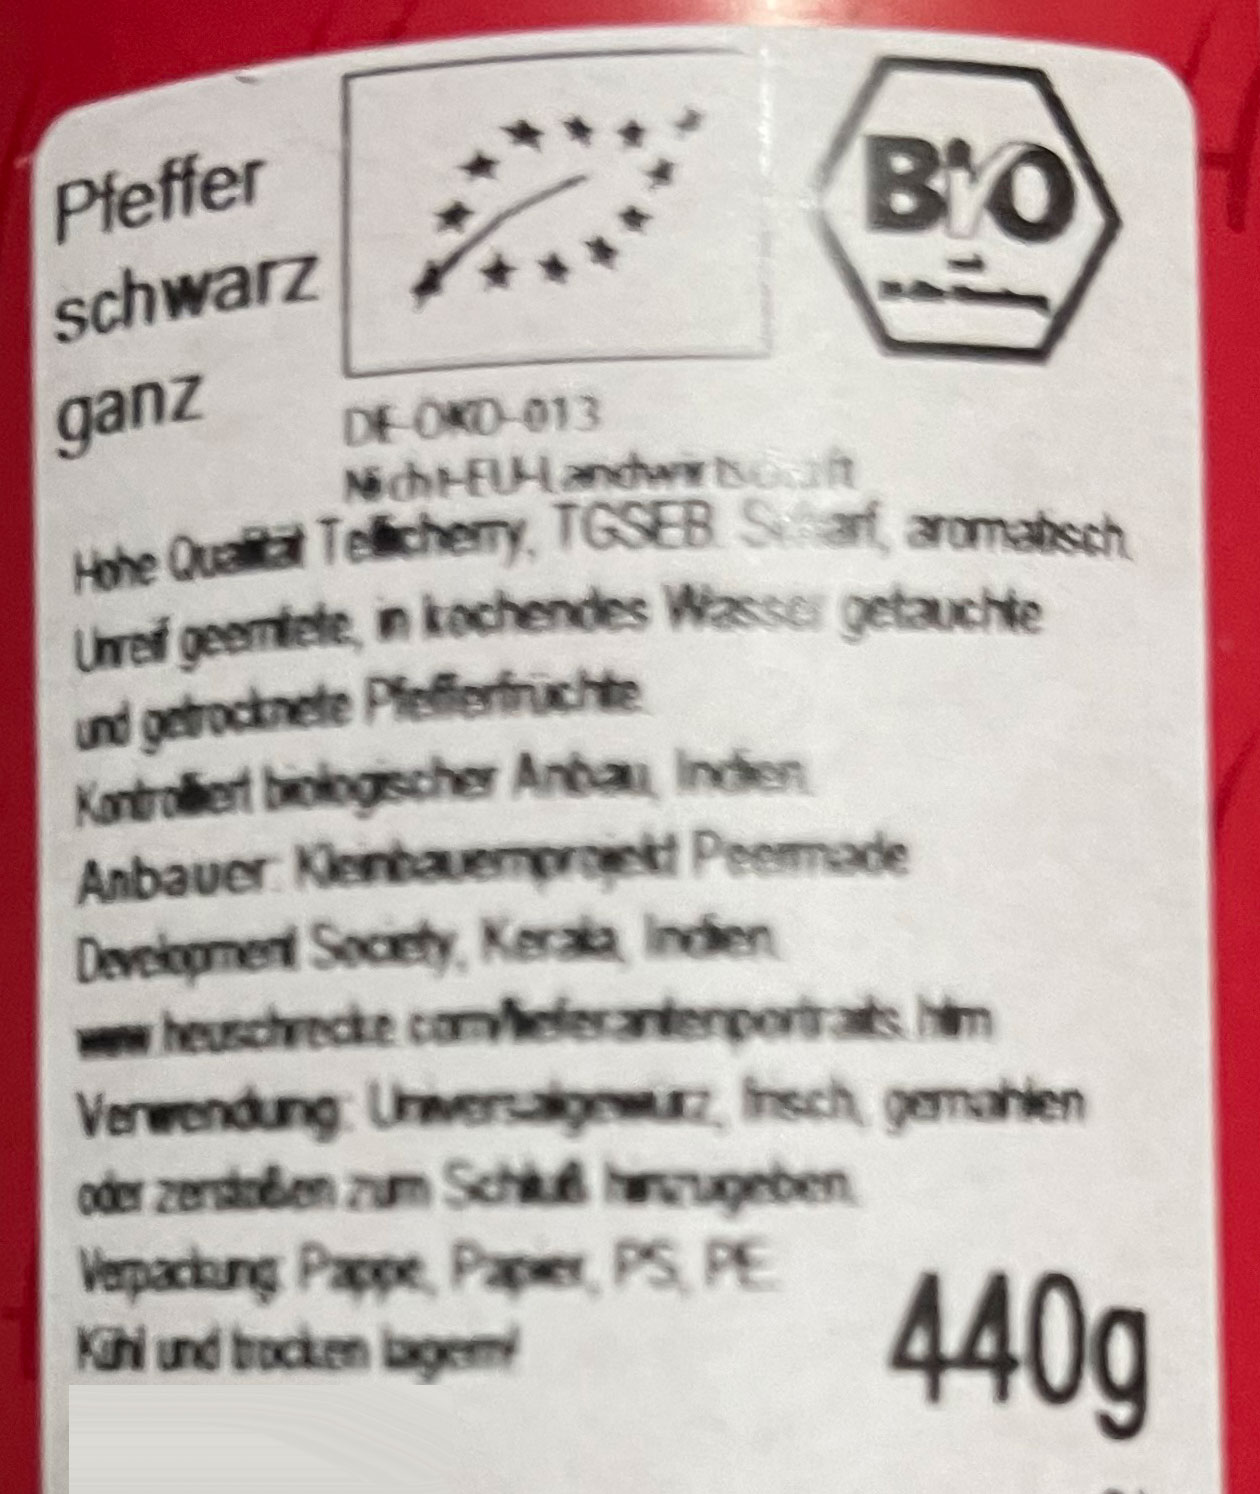 Pfeffer
schwarz
ganz
BiO
DE-ÖKO-013
Nicht-EU-Landwirtschaft
Hohe Qualität Tellicherry, TGSEB. Scharf, aromatisch.
Unreif geerntete, in kochendes Wasser getauchte
und getrocknete Pfefferfrüchte.
Kontrolliert biologischer Anbau, Indien.
Anbauer: Kleinbauernprojekt Peermade
Development Society, Kerala, Indien.
www.heuschrecke.com/lieferantenportraits.htm
Verwendung: Universalgewürz, frisch, gemahlen
oder zerstoßen zum Schluß hinzugeben.
Verpackung: Pappe, Papier, PS, PE
Kühl und trocken lagern!
440g